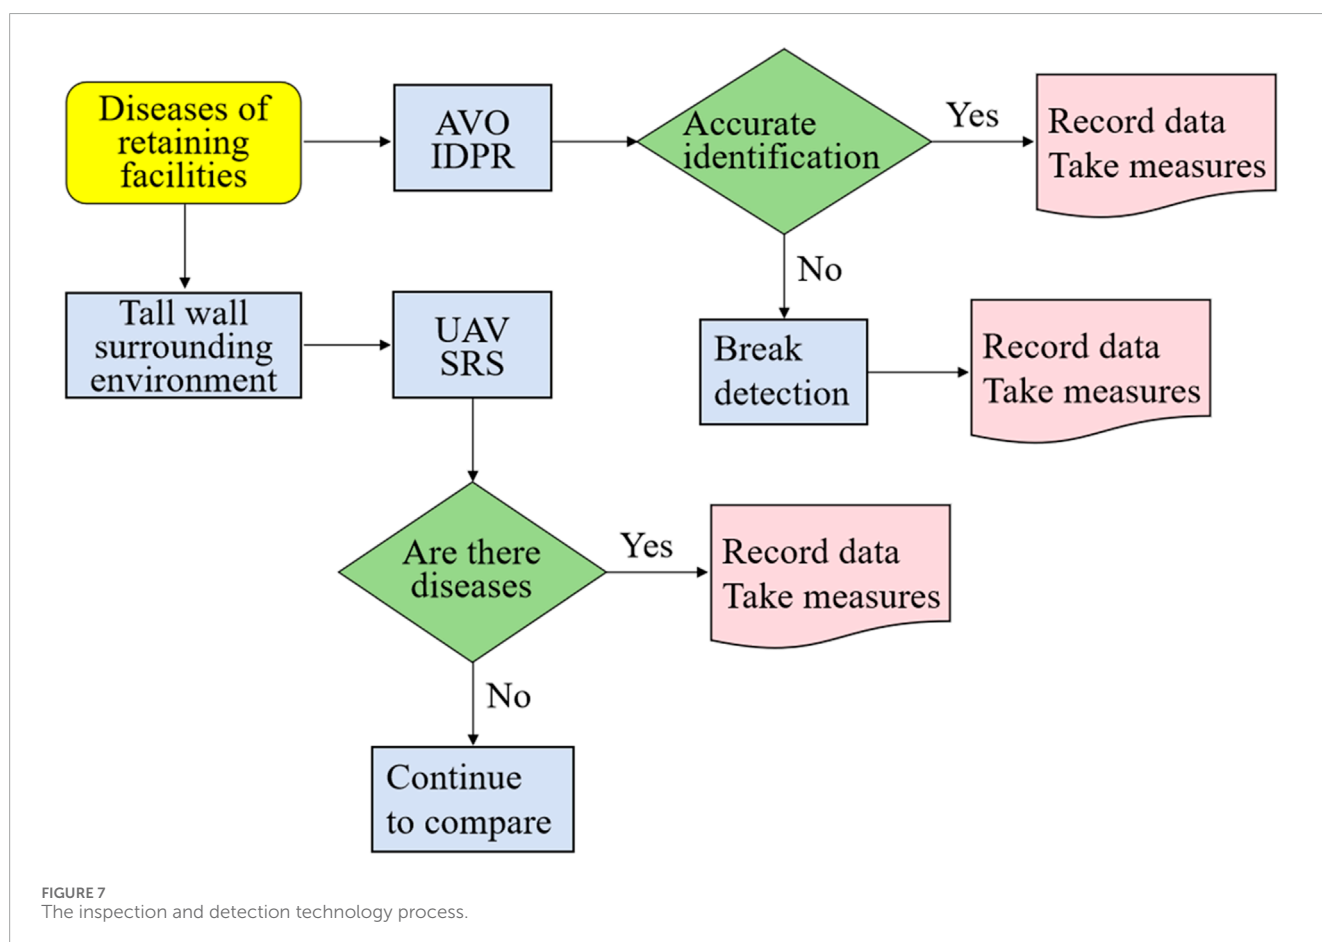 Diseases of
retaining
facilities
AVO
IDPR
Accurate
identification
Yes
Record data
Take measures
No
Tall wall
surrounding
environment
UAV
SRS
Break
detection
Record data
Take measures
Are there
diseases
Yes
Record data
Take measures
No
Continue
to compare
FIGURE 7
The inspection and detection technology process.